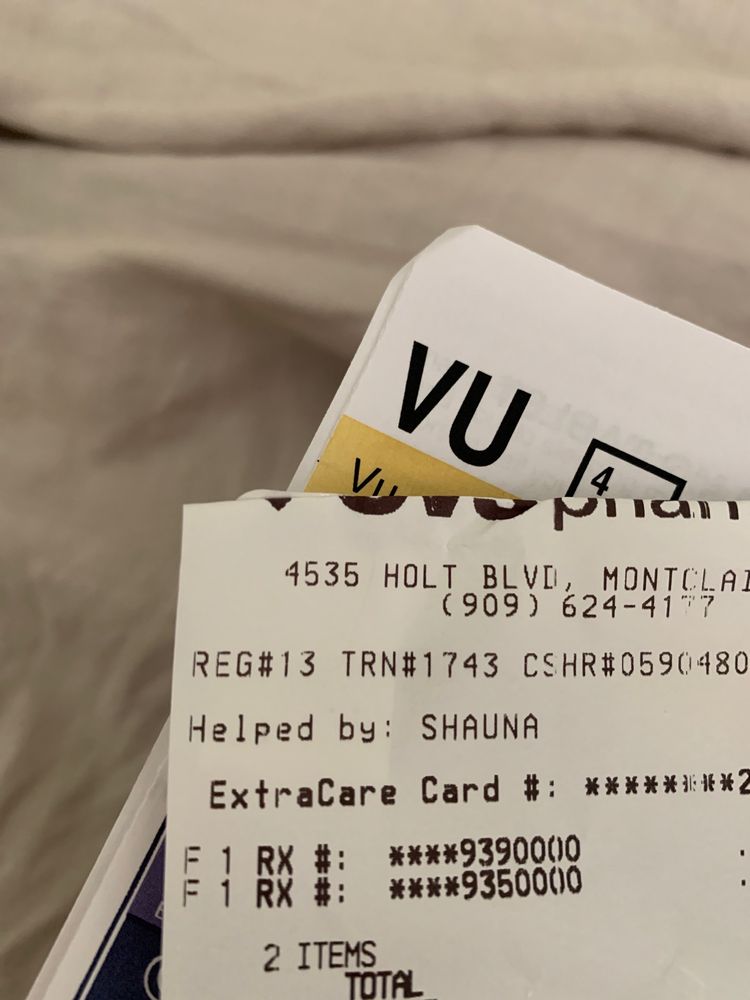 VU
4
VU
4535 HOLT BLVD, MONTCLAI
(909) 624-4177
REG#13 TRN#1743 CSHR#0590480
Helped by: SHAUNA
ExtraCare Card #: ********2
F 1 RX #: ****9390000
F 1 RX #: ****9350000
2 ITEMS
TOTAL